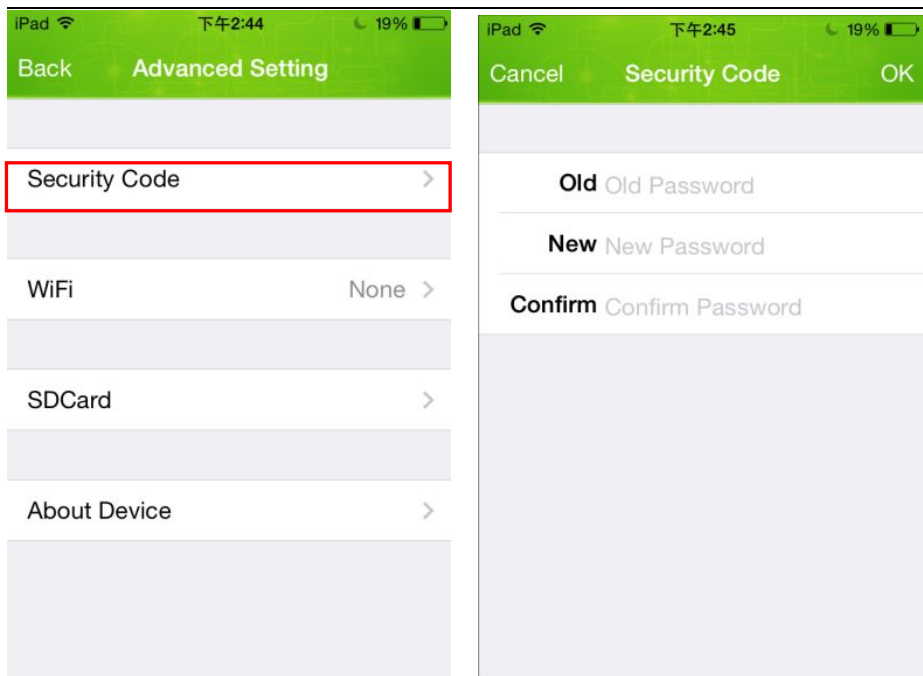 iPad 下午2:44 19%
Back Advanced Setting
Security Code
WiFi None
SDCard
About Device
iPad 下午2:45 19%
Cancel Security Code OK
Old Old Password
New New Password
Confirm Confirm Password